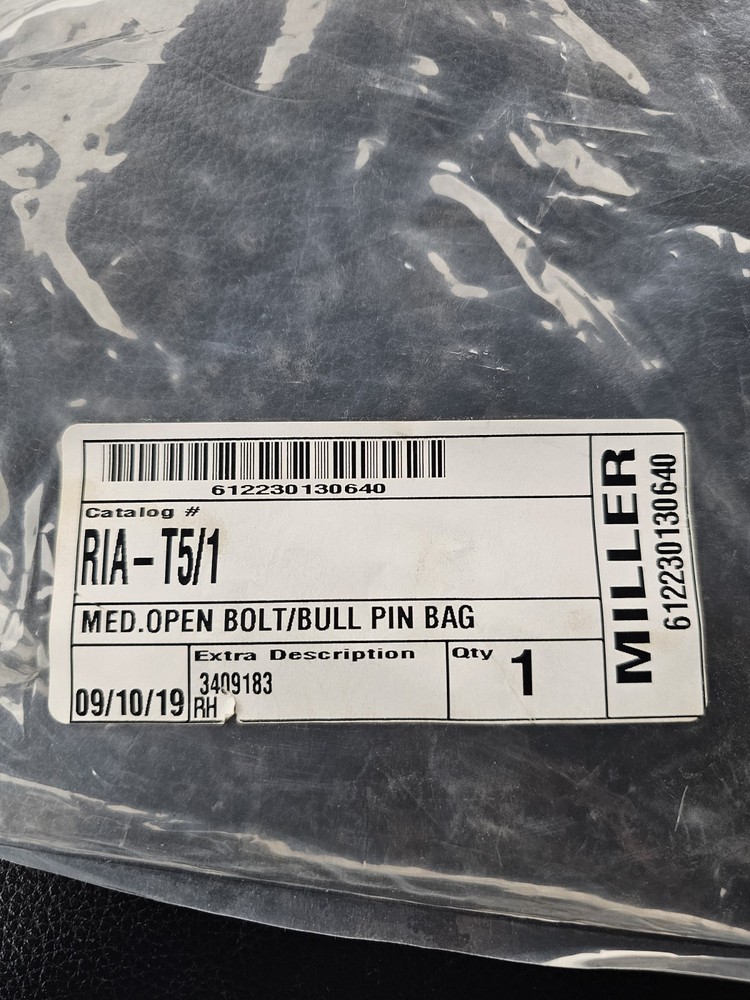 612230130640
Catalog #
RIA-T5/1
MED.OPEN BOLT/BULL PIN BAG
09/10/19
Extra Description
3409183
RH
Qty
1
MILLER
612230130640